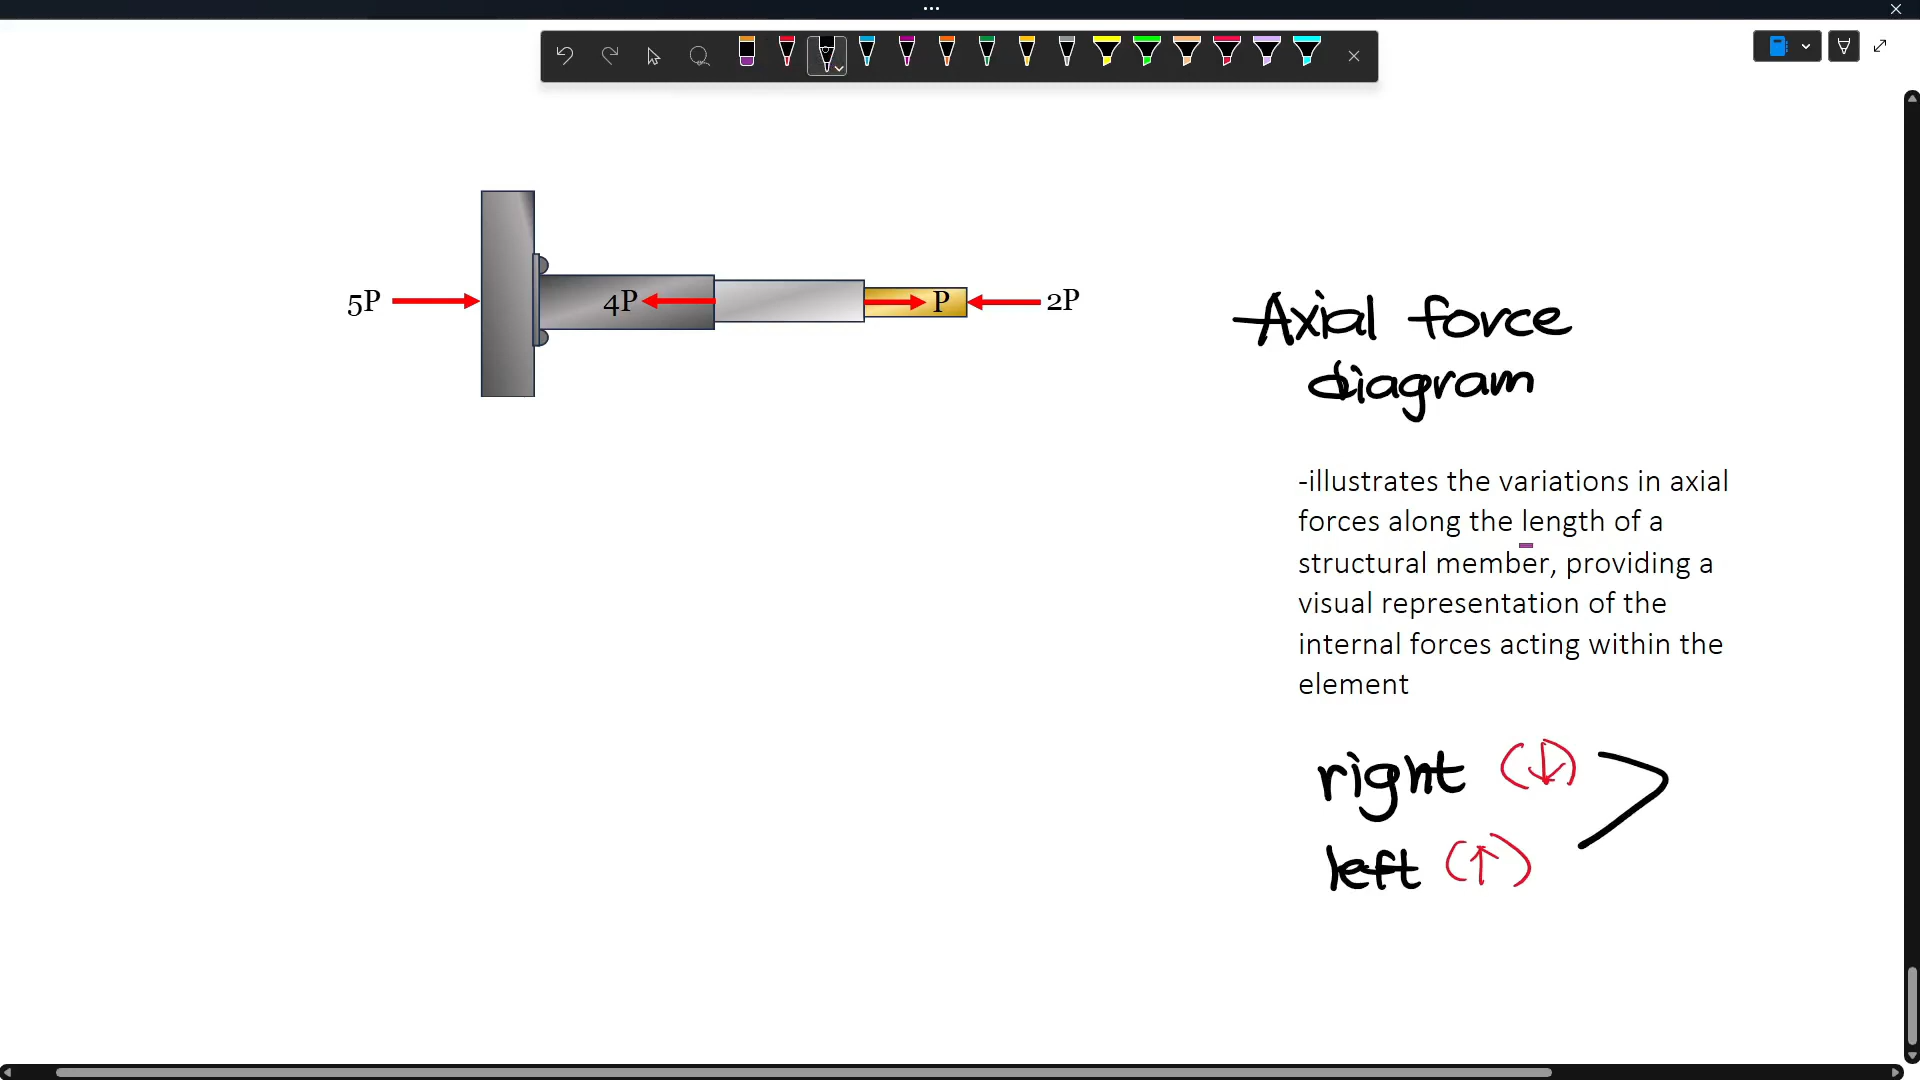 5P
4P
P
2P
Axial force
diagram
-illustrates the variations in axial
forces along the length of a
structural member, providing a
visual representation of the
internal forces acting within the
element
right (↓)
left (↑)